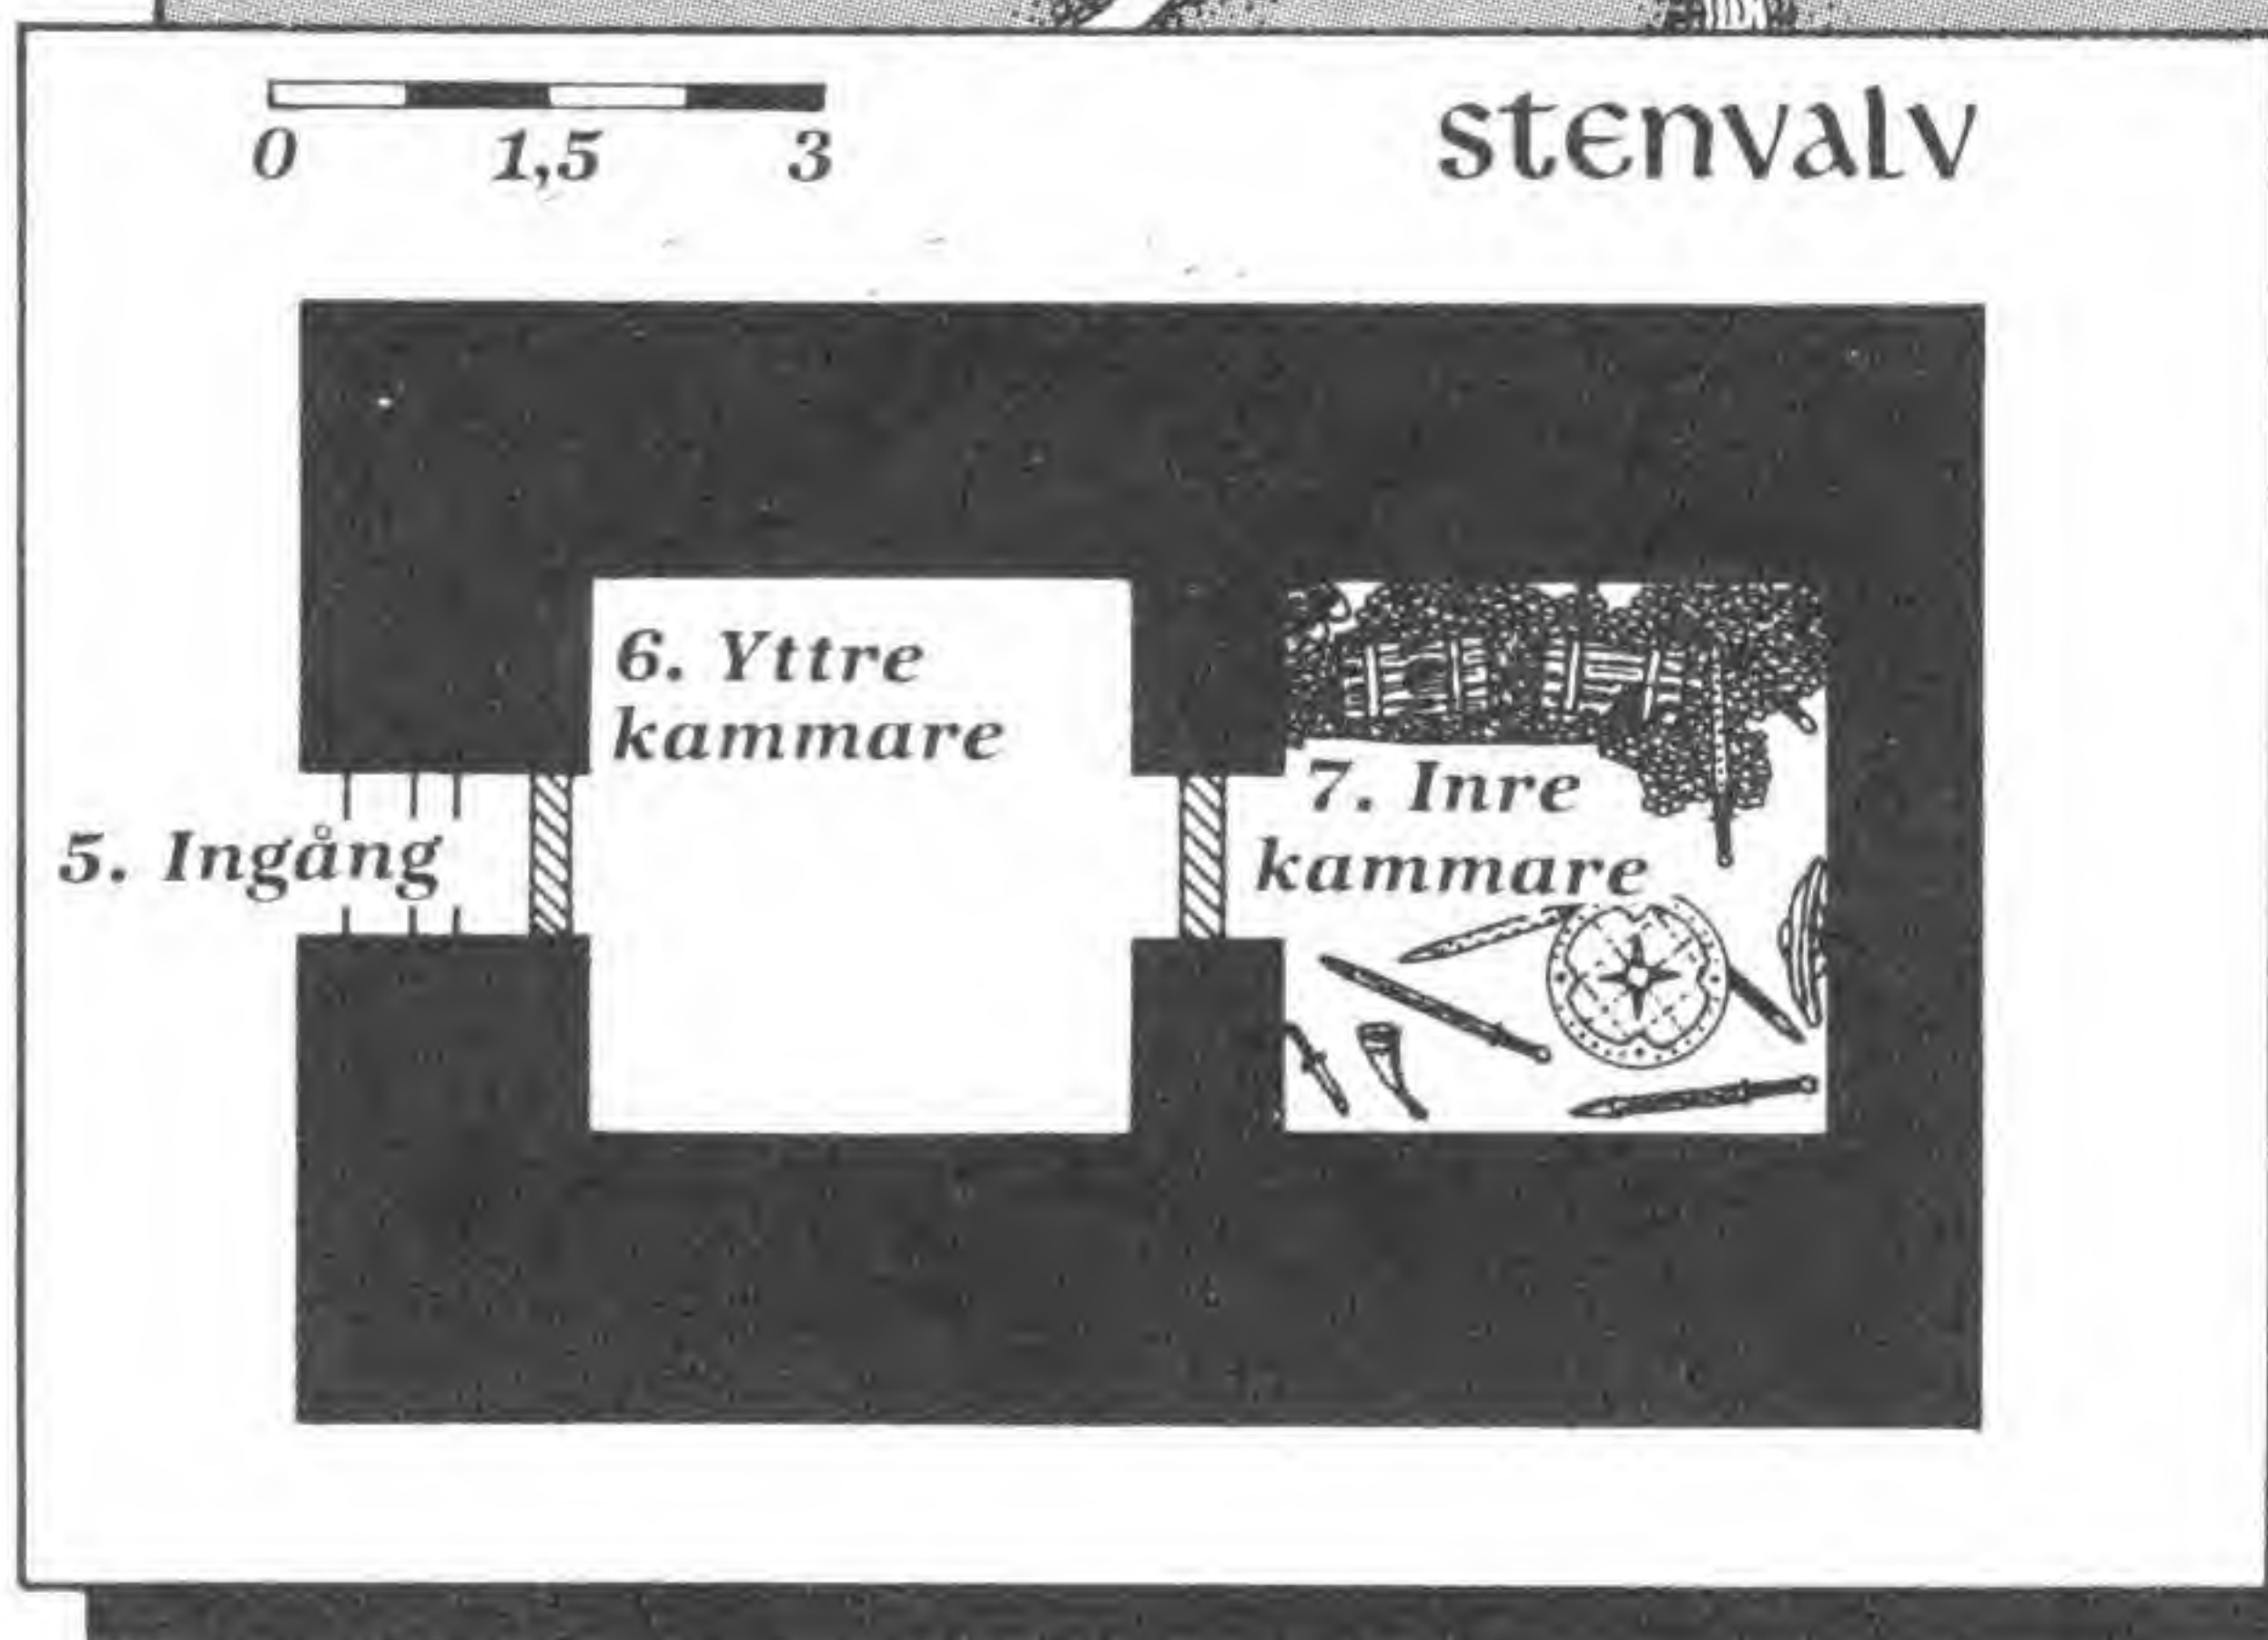 0 1,5 3
stenvalv
6. Yttre
kammare
7. Inre
kammare
5. Ingång